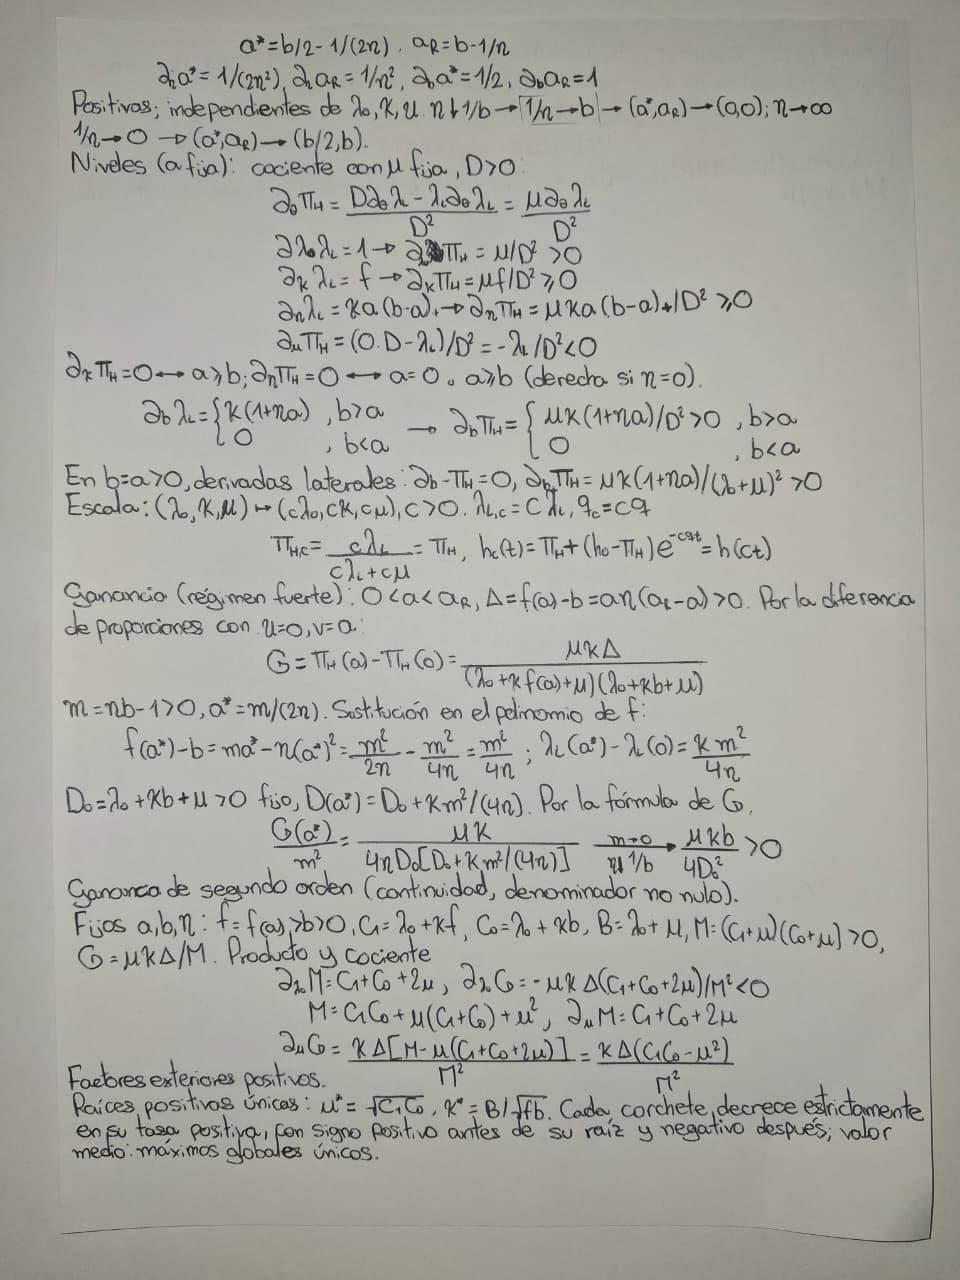 a* = b/2 - 1/(2η) . a_R = b - 1/η
∂_η a* = 1/(2η²), ∂_η a_R = 1/η², ∂_b a* = 1/2, ∂_b a_R = 1
Positivas; independientes de λ₀, κ, μ. η↓1/b → 1/η → b → (a*, a_R) → (0,0); η → ∞
1/η → 0 → (a*, a_R) → (b/2, b).
Niveles (a fija): cociente con μ fija, D>0:
∂_θ Π_H = (D∂_θ λ_L - λ_L ∂_θ λ_L)/D² = μ∂_θ λ_L/D²
∂_λ₀ λ_L = 1 → ∂_λ₀ Π_H = μ/D² > 0
∂_κ λ_L = f → ∂_κ Π_H = μf/D² ⩾ 0
∂_η λ_L = κa(b-a)₊ → ∂_η Π_H = μκa(b-a)₊/D² ⩾ 0
∂_μ Π_H = (0·D - λ_L)/D² = -λ_L/D² < 0
∂_κ Π_H = 0 ⟷ a⩾b; ∂_η Π_H = 0 ⟷ a=0 o a⩾b (derecha si η=0).
∂_b λ_L = { κ(1+ηa) , b>a ; 0 , b<a → ∂_b Π_H = { μκ(1+ηa)/D² > 0 , b>a ; 0 , b<a
En b=a>0, derivadas laterales: ∂_b- Π_H = 0, ∂_b+ Π_H = μκ(1+ηa)/(λ₀+μ)² > 0
Escala: (λ₀, κ, μ) ↦ (cλ₀, cκ, cμ), c>0. λ_L,c = cλ_L, q_c = cq
Π_H,c = cλ_L/(cλ_L + cμ) = Π_H, h_c(t) = Π_H + (h₀ - Π_H)e^(-cqt) = h(ct)
Ganancia (régimen fuerte): 0<a<a_R, Δ = f(a) - b = aη(a_R - a) > 0. Por la diferencia
de proporciones con u=0, v=a:
G = Π_H(a) - Π_H(0) = μκΔ/((λ₀+κf(a)+μ)(λ₀+κb+μ))
m = ηb - 1 > 0, a* = m/(2η). Sustitución en el polinomio de f:
f(a*) - b = ma* - η(a*)² = m²/2η - m²/4η = m²/4η ; λ_L(a*) - λ_L(0) = κm²/4η
D₀ = λ₀ + κb + μ > 0 fijo, D(a*) = D₀ + κm²/(4η). Por la fórmula de G,
G(a*)/m² = μκ/(4ηD₀[D₀ + κm²/(4η)]) m→0 → η↓1/b μκb/4D₀² > 0
Ganancia de segundo orden (continuidad, denominador no nulo).
Fijos a, b, η: f = f(a) > b > 0, C₁ = λ₀ + κf, C₀ = λ₀ + κb, B = λ₀ + μ, M = (C₁+μ)(C₀+μ) > 0,
G = μκΔ/M. Producto y cociente
∂_λ₀ M = C₁ + C₀ + 2μ, ∂_λ₀ G = -μκΔ(C₁+C₀+2μ)/M² < 0
M = C₁C₀ + μ(C₁+C₀) + μ², ∂_μ M = C₁ + C₀ + 2μ
∂_μ G = κΔ[M - μ(C₁+C₀+2μ)]/M² = κΔ(C₁C₀ - μ²)/M²
Factores exteriores positivos.
Raíces positivas únicas: μ* = √C₁C₀, κ* = B/√fb. Cada corchete decrece estrictamente
en su tasa positiva, con signo positivo antes de su raíz y negativo después; valor
medio: máximos globales únicos.